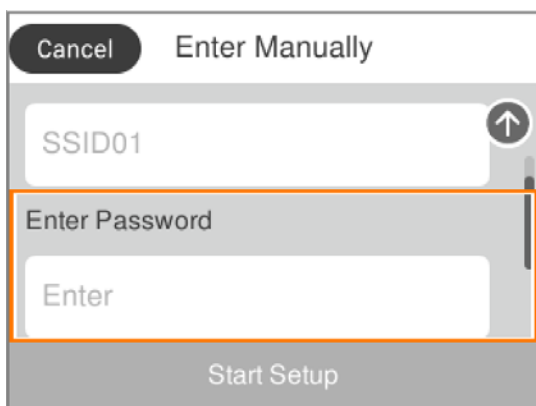 Cancel Enter Manually
SSID01
Enter Password
Enter
Start Setup